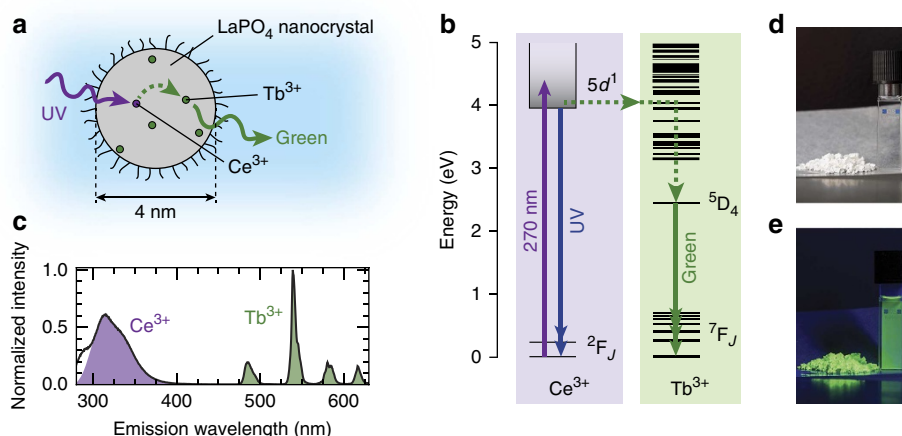 a
LaPO₄ nanocrystal
Tb³⁺
UV
Green
Ce³⁺
4 nm
b
Energy (eV)
5
4
3
2
1
0
5d¹
270 nm
UV
Green
⁵D₄
²F_J
⁷F_J
Ce³⁺
Tb³⁺
c
Normalized intensity
1.0
0.5
0.0
Ce³⁺
Tb³⁺
300 400 500 600
Emission wavelength (nm)
d
e